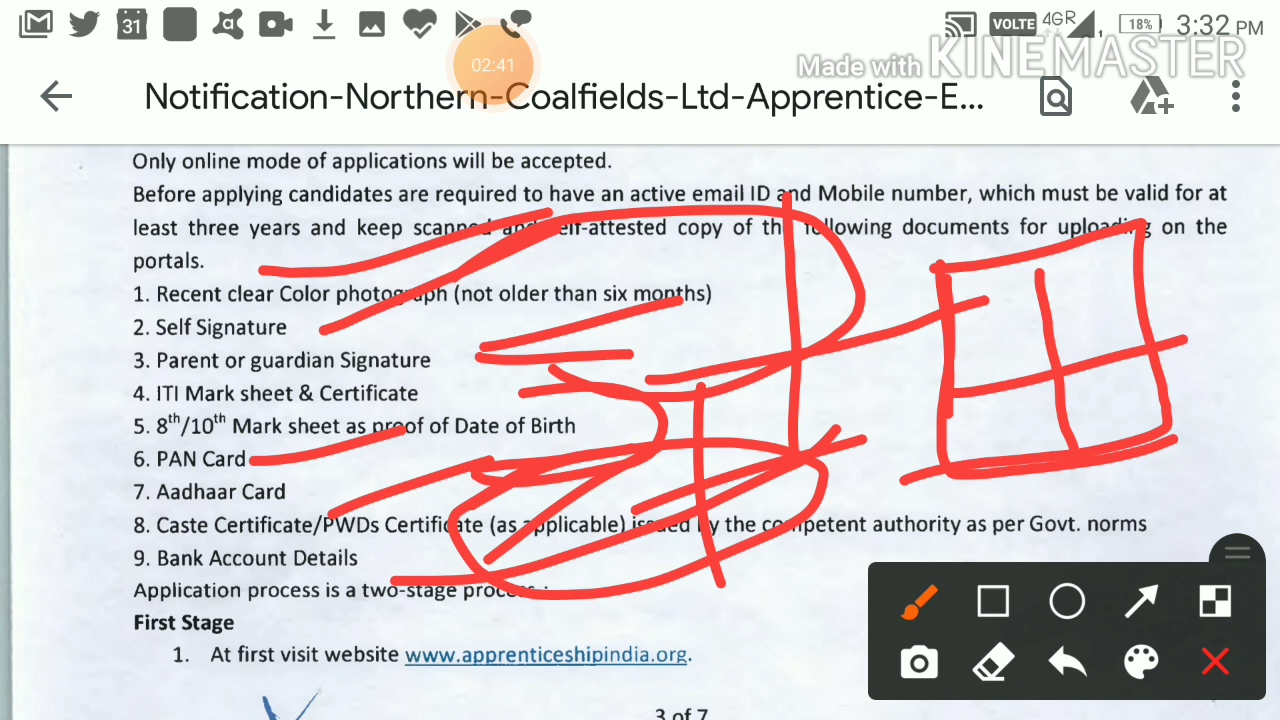 31
VOLTE
4GR
1
18%
3:32 PM
02:41
Made with KINEMASTER
Notification-Northern-Coalfields-Ltd-Apprentice-E...
Only online mode of applications will be accepted.
Before applying candidates are required to have an active email ID and Mobile number, which must be valid for at
least three years and keep scanned and self-attested copy of the following documents for uploading on the
portals.
1. Recent clear Color photograph (not older than six months)
2. Self Signature
3. Parent or guardian Signature
4. ITI Mark sheet & Certificate
5. 8th/10th Mark sheet as proof of Date of Birth
6. PAN Card
7. Aadhaar Card
8. Caste Certificate/PWDs Certificate (as applicable) issued by the competent authority as per Govt. norms
9. Bank Account Details
Application process is a two-stage process :
First Stage
1. At first visit website www.apprenticeshipindia.org.
3 of 7